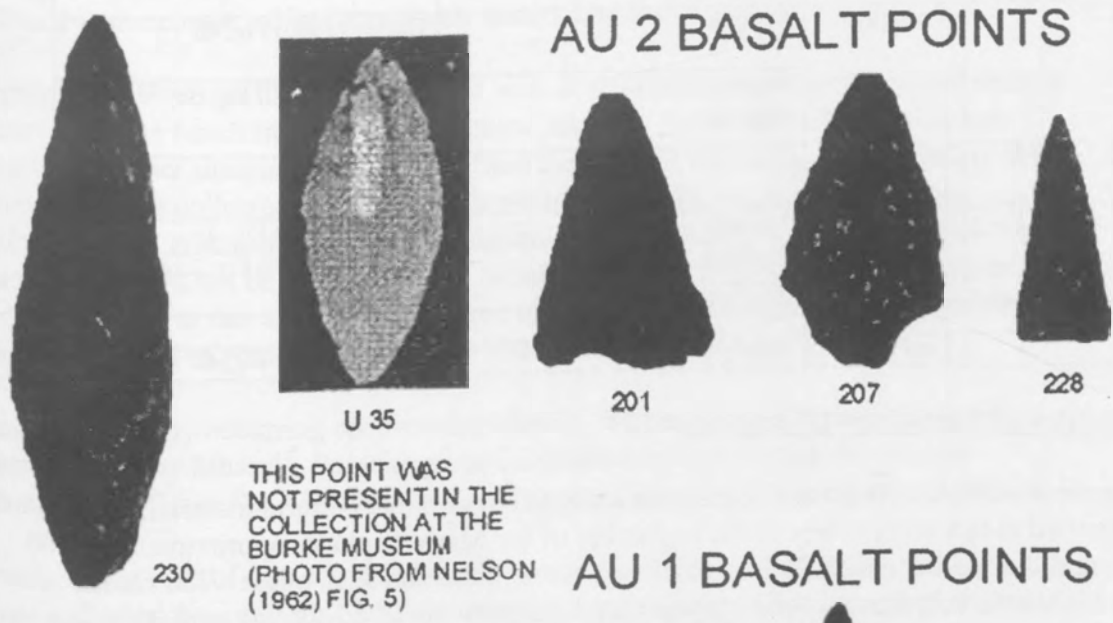 AU 2 BASALT POINTS
230
U 35
THIS POINT WAS
NOT PRESENT IN THE
COLLECTION AT THE
BURKE MUSEUM
(PHOTO FROM NELSON
(1962) FIG. 5)
201
207
228
AU 1 BASALT POINTS